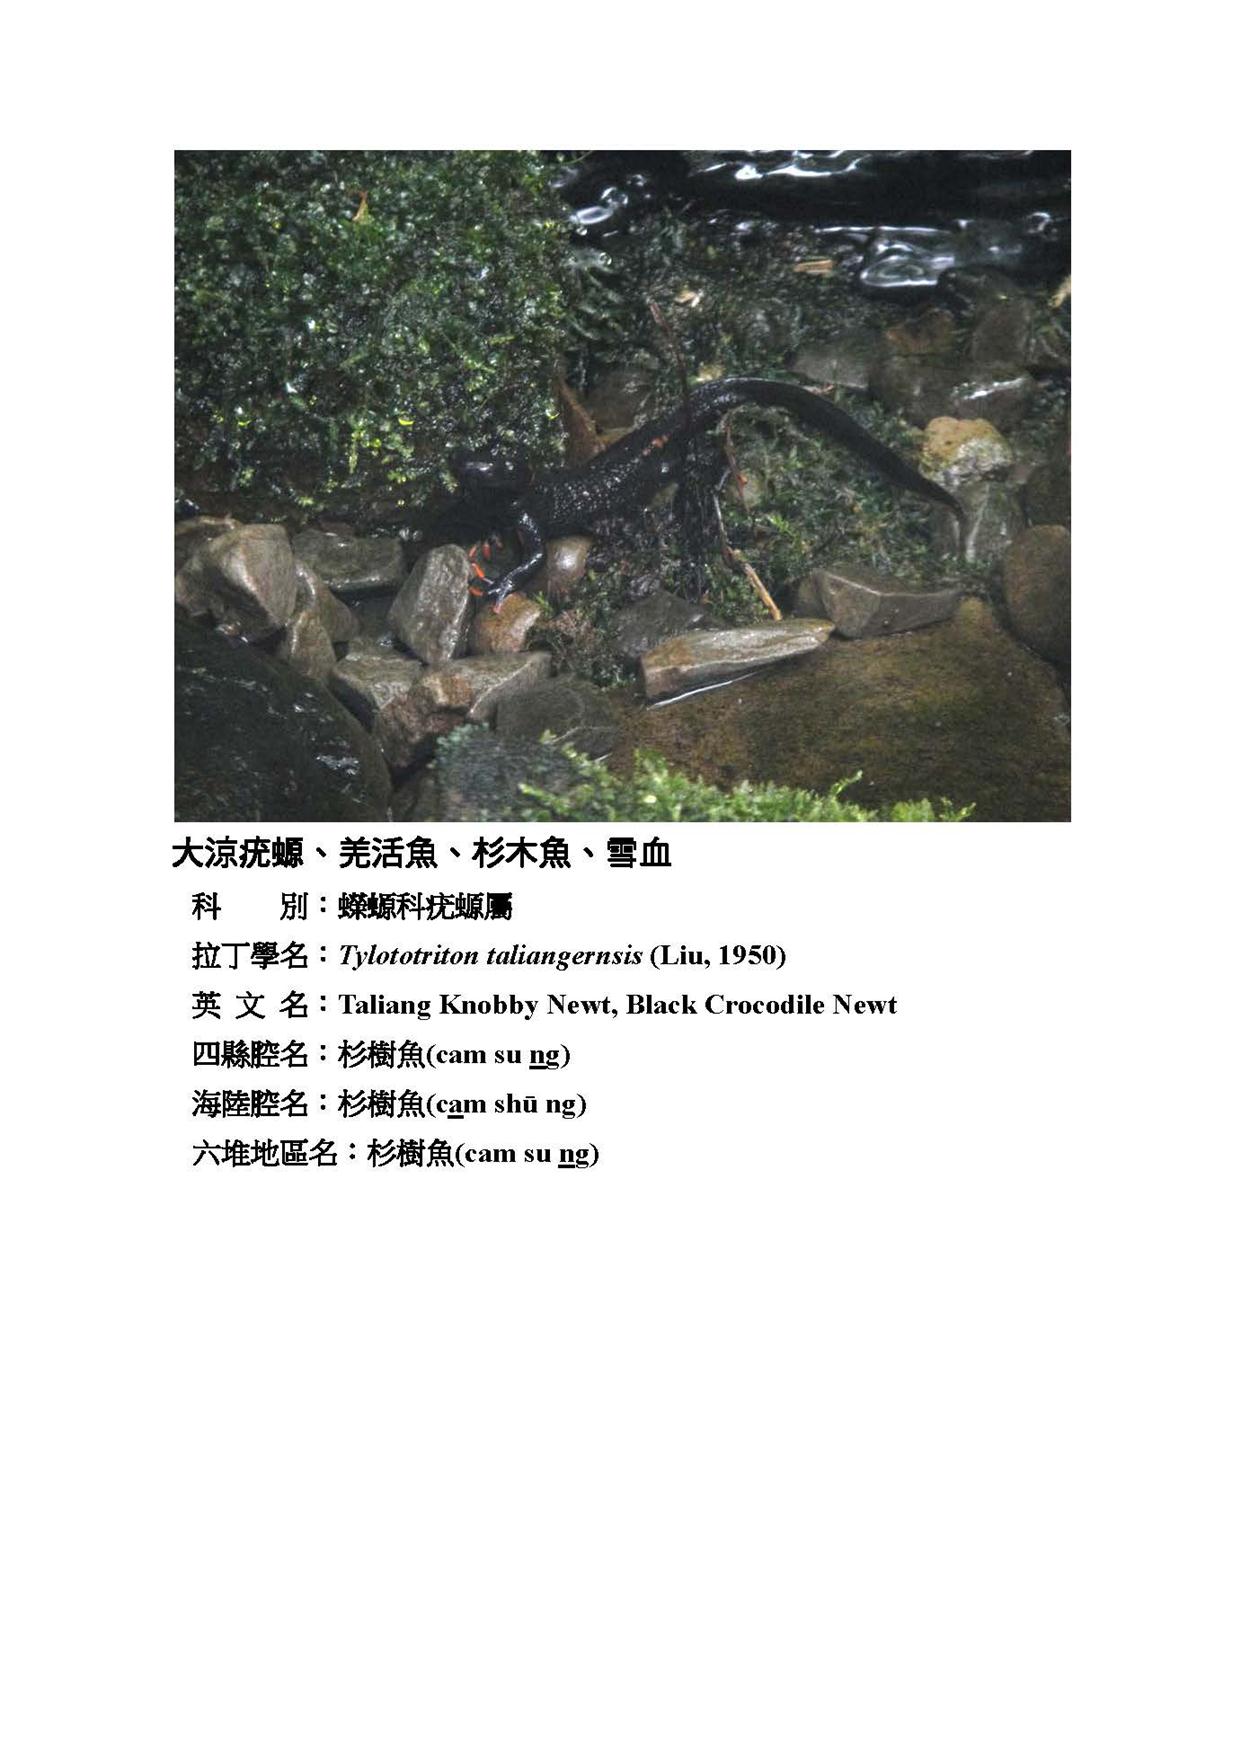 大涼疣螈、羌活魚、杉木魚、雪血
科　　別：蠑螈科疣螈屬
拉丁學名：Tylototriton taliangernsis (Liu, 1950)
英 文 名：Taliang Knobby Newt, Black Crocodile Newt
四縣腔名：杉樹魚(cam su ng)
海陸腔名：杉樹魚(cam shū ng)
六堆地區名：杉樹魚(cam su ng)